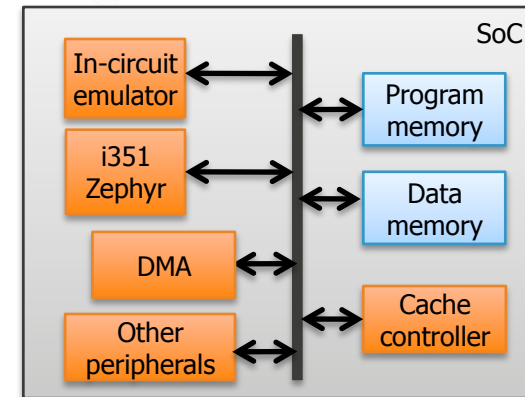 SoC
In-circuit
emulator
Program
memory
i351
Zephyr
Data
memory
DMA
Cache
controller
Other
peripherals